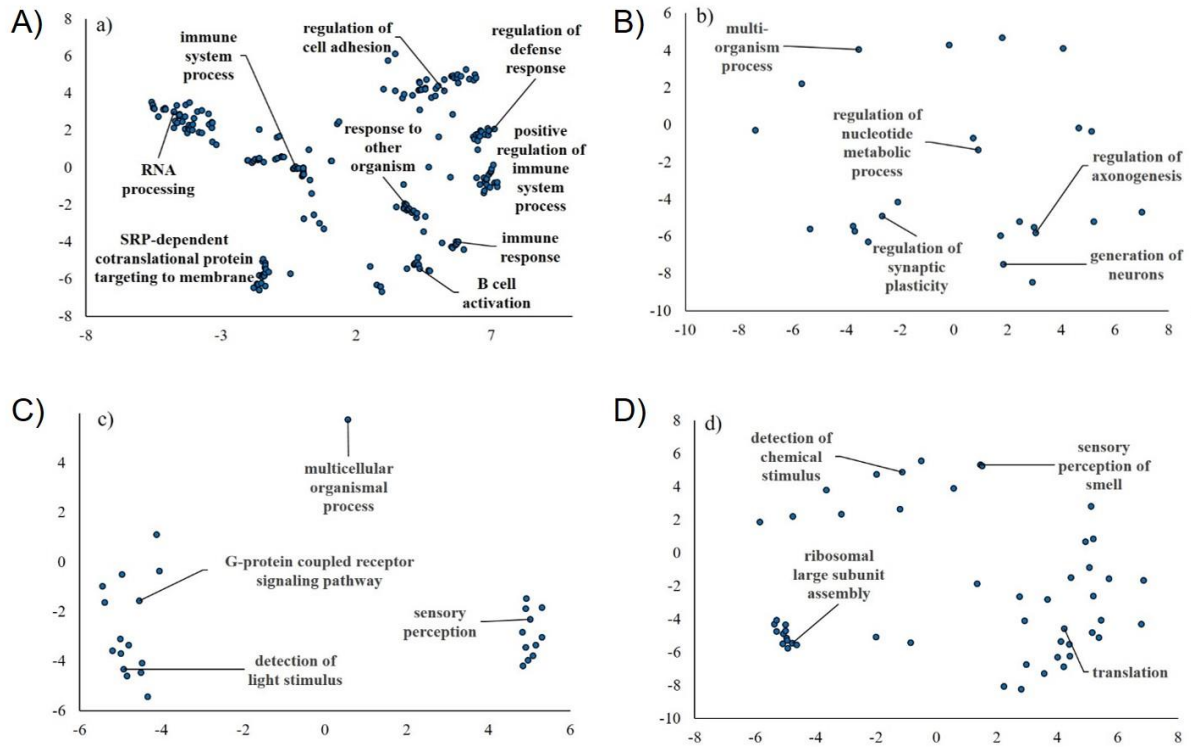 A)
a)
8
6
4
2
0
-2
-4
-6
-8
-8
-3
2
7
immune
system
process
regulation of
cell adhesion
regulation of
defense
response
RNA
processing
response to
other
organism
positive
regulation of
immune
system
process
SRP-dependent
cotranslational protein
targeting to membrane
immune
response
B cell
activation
B)
b)
6
4
2
0
-2
-4
-6
-8
-10
-10
-8
-6
-4
-2
0
2
4
6
8
multi-
organism
process
regulation of
nucleotide
metabolic
process
regulation of
axonogenesis
regulation of
synaptic
plasticity
generation of
neurons
C)
c)
4
2
0
-2
-4
-6
-6
-4
-2
0
2
4
6
multicellular
organismal
process
G-protein coupled receptor
signaling pathway
sensory
perception
detection of
light stimulus
D)
d)
8
6
4
2
0
-2
-4
-6
-8
-10
-8
-6
-4
-2
0
2
4
6
8
detection of
chemical
stimulus
sensory
perception of
smell
ribosomal
large subunit
assembly
translation